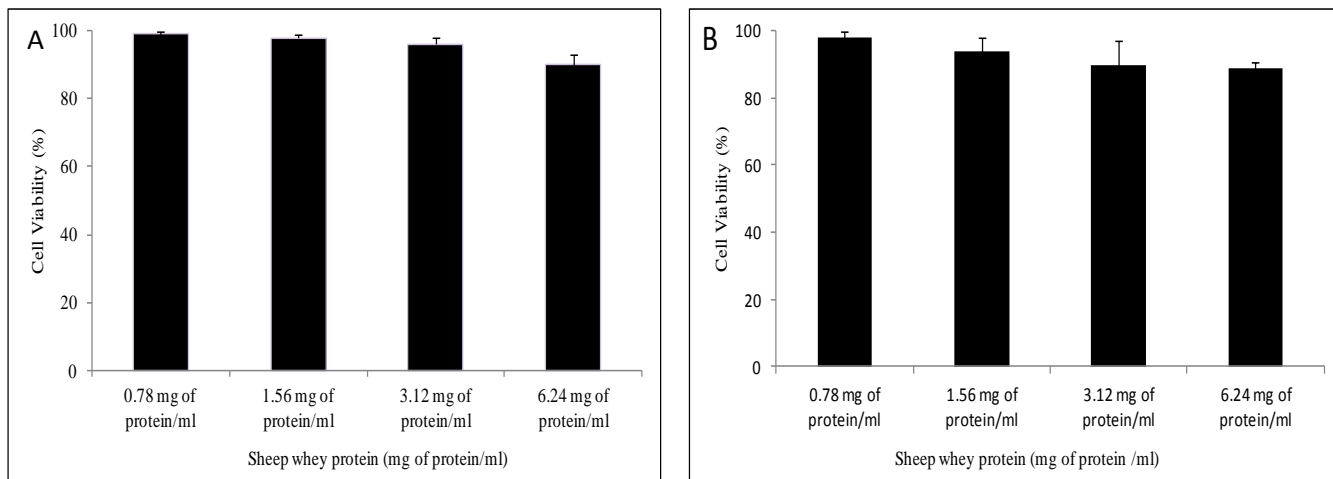 A
100
80
60
40
20
0
Cell Viability (%)
0.78 mg of
protein/ml
1.56 mg of
protein/ml
3.12 mg of
protein/ml
6.24 mg of
protein/ml
Sheep whey protein (mg of protein/ml)
B
100
80
60
40
20
0
Cell Viability (%)
0.78 mg of
protein/ml
1.56 mg of
protein/ml
3.12 mg of
protein/ml
6.24 mg of
protein/ml
Sheep whey protein (mg of protein /ml)